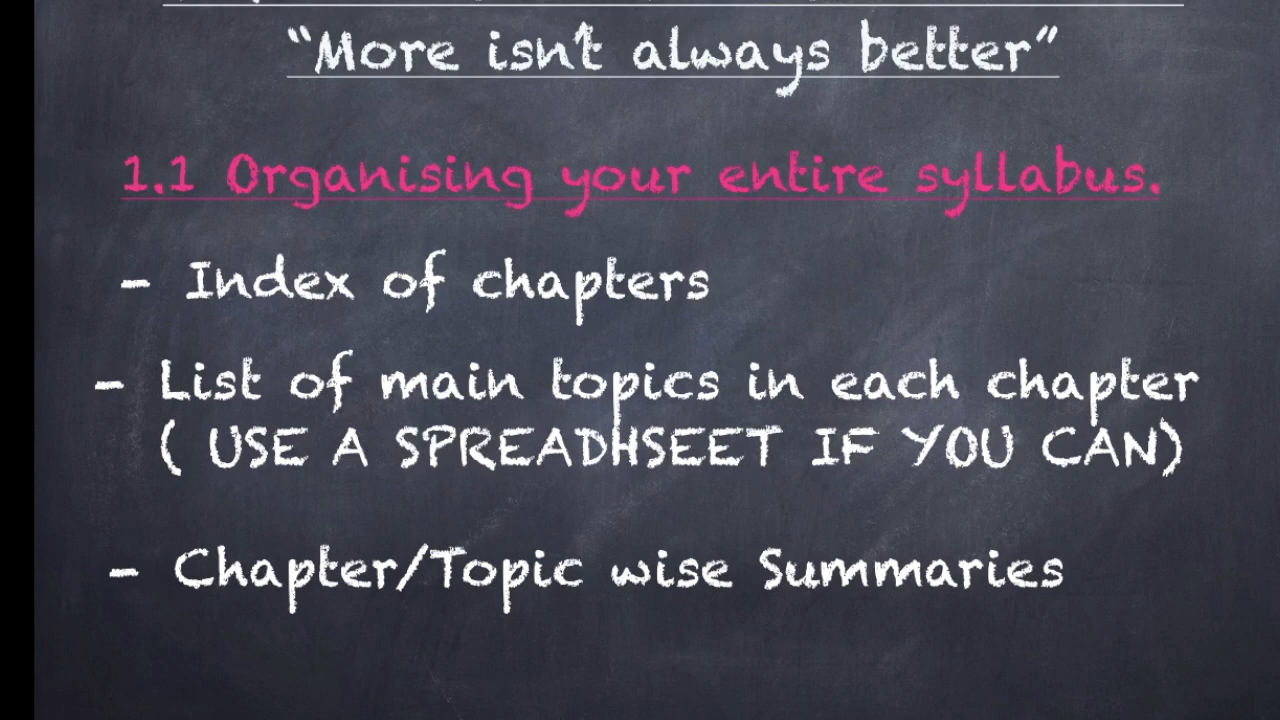 “More isn't always better”
1.1 Organising your entire syllabus.
- Index of chapters
- List of main topics in each chapter
( USE A SPREADHSEET IF YOU CAN)
- Chapter/Topic wise Summaries